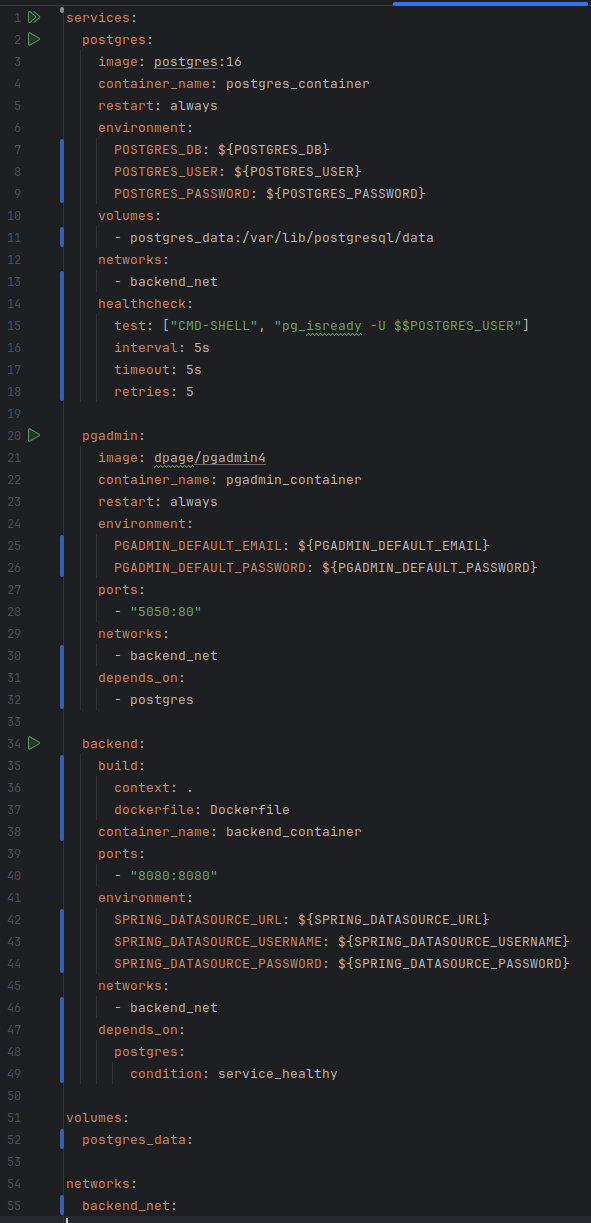 1 services:
2 postgres:
3 image: postgres:16
4 container_name: postgres_container
5 restart: always
6 environment:
7 POSTGRES_DB: ${POSTGRES_DB}
8 POSTGRES_USER: ${POSTGRES_USER}
9 POSTGRES_PASSWORD: ${POSTGRES_PASSWORD}
10 volumes:
11 - postgres_data:/var/lib/postgresql/data
12 networks:
13 - backend_net
14 healthcheck:
15 test: ["CMD-SHELL", "pg_isready -U $$POSTGRES_USER"]
16 interval: 5s
17 timeout: 5s
18 retries: 5
19
20 pgadmin:
21 image: dpage/pgadmin4
22 container_name: pgadmin_container
23 restart: always
24 environment:
25 PGADMIN_DEFAULT_EMAIL: ${PGADMIN_DEFAULT_EMAIL}
26 PGADMIN_DEFAULT_PASSWORD: ${PGADMIN_DEFAULT_PASSWORD}
27 ports:
28 - "5050:80"
29 networks:
30 - backend_net
31 depends_on:
32 - postgres
33
34 backend:
35 build:
36 context: .
37 dockerfile: Dockerfile
38 container_name: backend_container
39 ports:
40 - "8080:8080"
41 environment:
42 SPRING_DATASOURCE_URL: ${SPRING_DATASOURCE_URL}
43 SPRING_DATASOURCE_USERNAME: ${SPRING_DATASOURCE_USERNAME}
44 SPRING_DATASOURCE_PASSWORD: ${SPRING_DATASOURCE_PASSWORD}
45 networks:
46 - backend_net
47 depends_on:
48 postgres:
49 condition: service_healthy
50
51 volumes:
52 postgres_data:
53
54 networks:
55 backend_net: